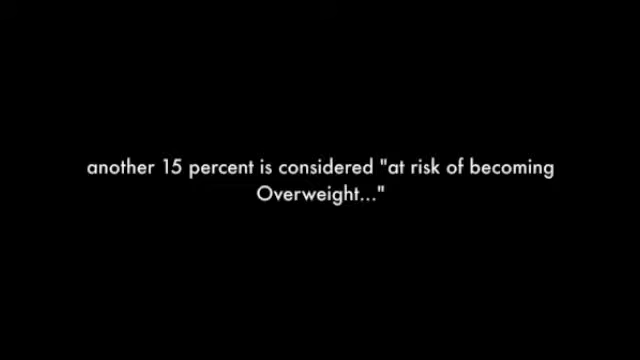 another 15 percent is considered "at risk of becoming
Overweight..."